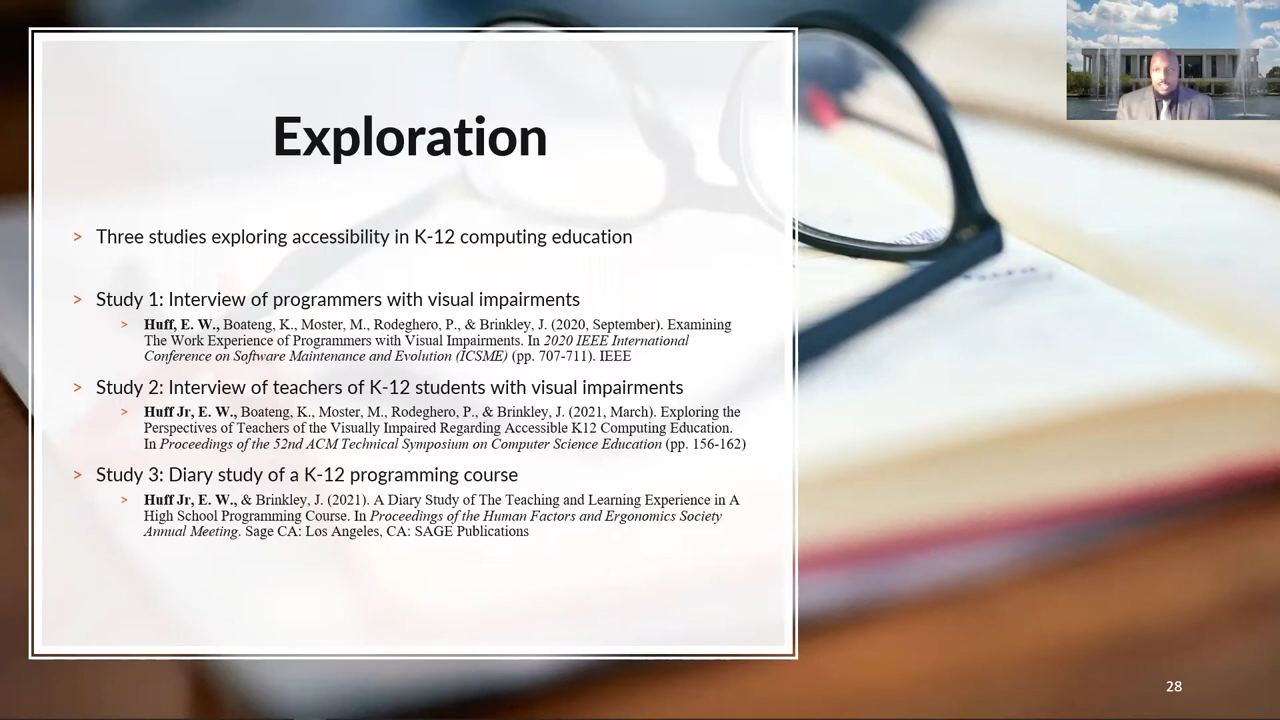 Exploration
> Three studies exploring accessibility in K-12 computing education
> Study 1: Interview of programmers with visual impairments
> Huff, E. W., Boateng, K., Moster, M., Rodeghero, P., & Brinkley, J. (2020, September). Examining
The Work Experience of Programmers with Visual Impairments. In 2020 IEEE International
Conference on Software Maintenance and Evolution (ICSME) (pp. 707-711). IEEE
> Study 2: Interview of teachers of K-12 students with visual impairments
> Huff Jr, E. W., Boateng, K., Moster, M., Rodeghero, P., & Brinkley, J. (2021, March). Exploring the
Perspectives of Teachers of the Visually Impaired Regarding Accessible K12 Computing Education.
In Proceedings of the 52nd ACM Technical Symposium on Computer Science Education (pp. 156-162)
> Study 3: Diary study of a K-12 programming course
> Huff Jr, E. W., & Brinkley, J. (2021). A Diary Study of The Teaching and Learning Experience in A
High School Programming Course. In Proceedings of the Human Factors and Ergonomics Society
Annual Meeting. Sage CA: Los Angeles, CA: SAGE Publications
28